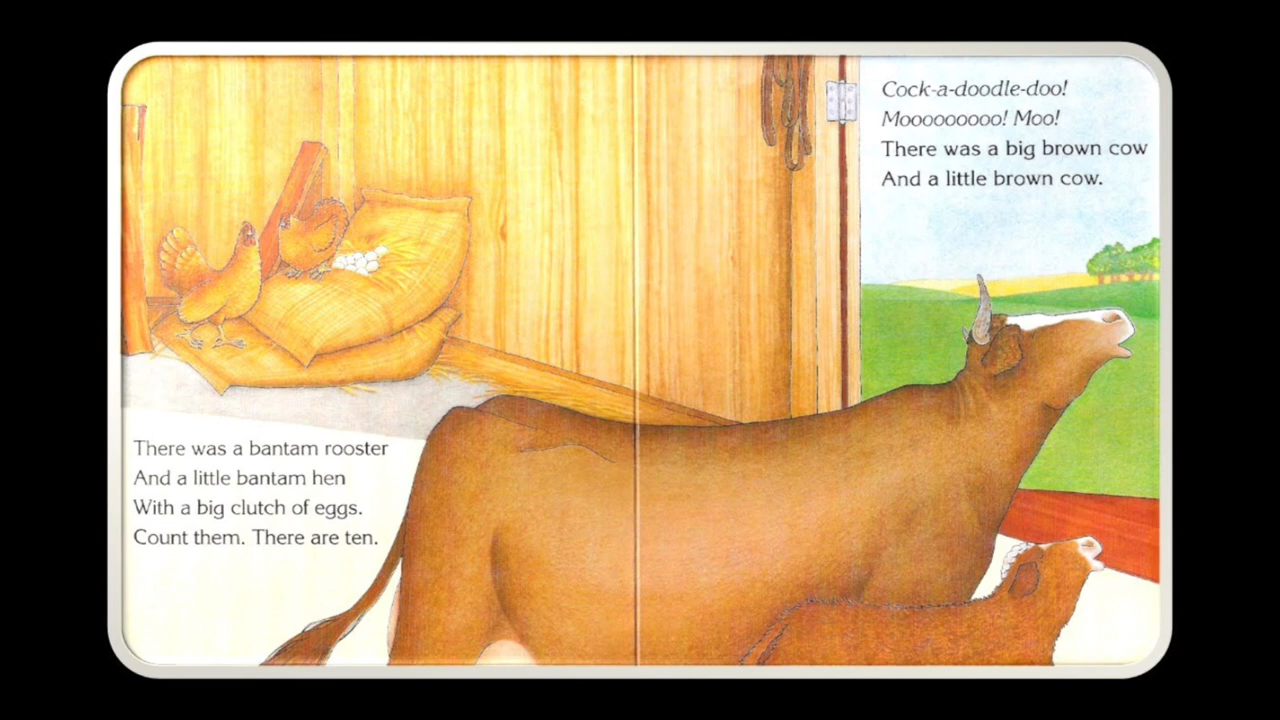 There was a bantam rooster
And a little bantam hen
With a big clutch of eggs.
Count them. There are ten.
Cock-a-doodle-doo!
Mooooooooo! Moo!
There was a big brown cow
And a little brown cow.